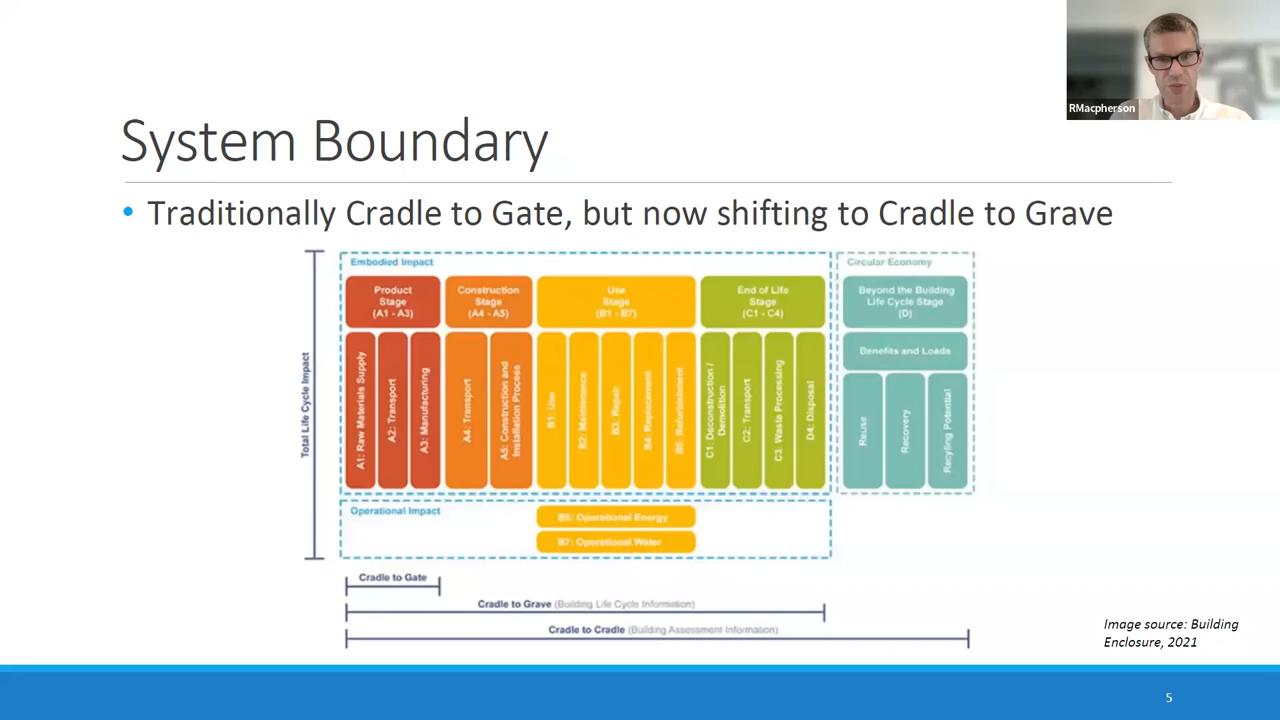 RMacpherson
System Boundary
• Traditionally Cradle to Gate, but now shifting to Cradle to Grave
Total Life Cycle Impact
Embodied Impact
Product
Stage
(A1 - A3)
A1: Raw Materials Supply
A2: Transport
A3: Manufacturing
Construction
Stage
(A4 - A5)
A4: Transport
A5: Construction and
Installation Process
Use
Stage
(B1 - B7)
B1: Use
B2: Maintenance
B3: Repair
B4: Replacement
B5: Refurbishment
End of Life
Stage
(C1 - C4)
C1: Deconstruction /
Demolition
C2: Transport
C3: Waste Processing
D4: Disposal
Circular Economy
Beyond the Building
Life Cycle Stage
(D)
Benefits and Loads
Reuse
Recovery
Recyling Potential
Operational Impact
B6: Operational Energy
B7: Operational Water
Cradle to Gate
Cradle to Grave (Building Life Cycle Information)
Cradle to Cradle (Building Assessment Information)
Image source: Building
Enclosure, 2021
5